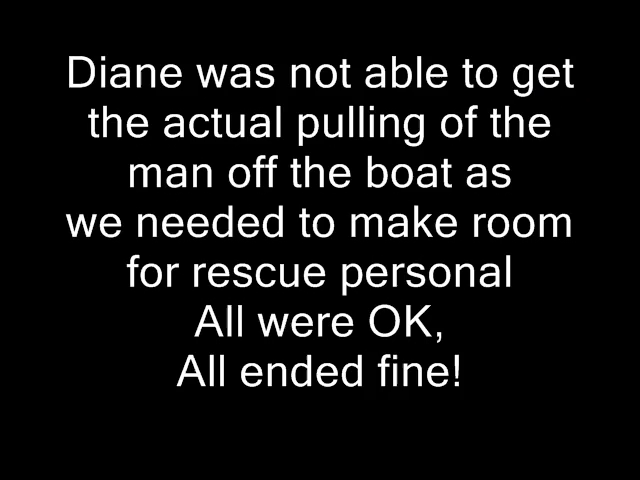 Diane was not able to get
the actual pulling of the
man off the boat as
we needed to make room
for rescue personal
All were OK,
All ended fine!